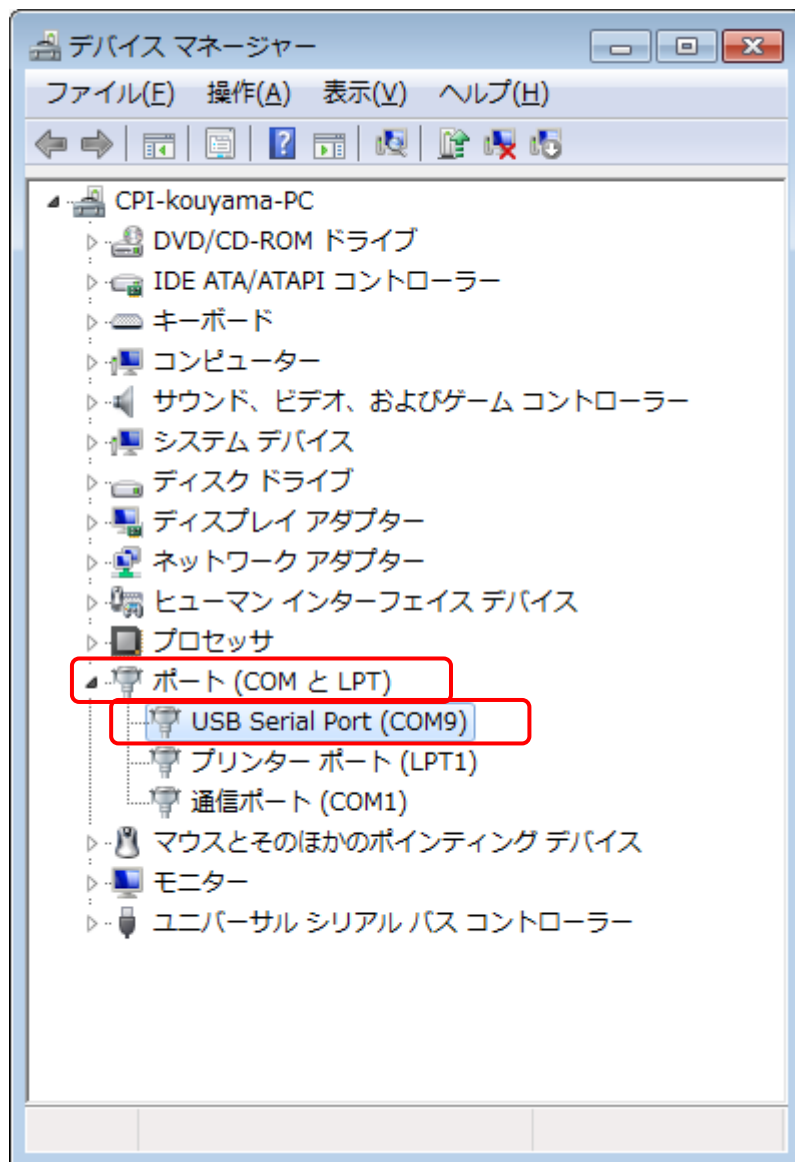 デバイス マネージャー
ファイル(F) 操作(A) 表示(V) ヘルプ(H)
CPI-kouyama-PC
DVD/CD-ROM ドライブ
IDE ATA/ATAPI コントローラー
キーボード
コンピューター
サウンド、ビデオ、およびゲーム コントローラー
システム デバイス
ディスク ドライブ
ディスプレイ アダプター
ネットワーク アダプター
ヒューマン インターフェイス デバイス
プロセッサ
ポート (COM と LPT)
USB Serial Port (COM9)
プリンター ポート (LPT1)
通信ポート (COM1)
マウスとそのほかのポインティング デバイス
モニター
ユニバーサル シリアル バス コントローラー